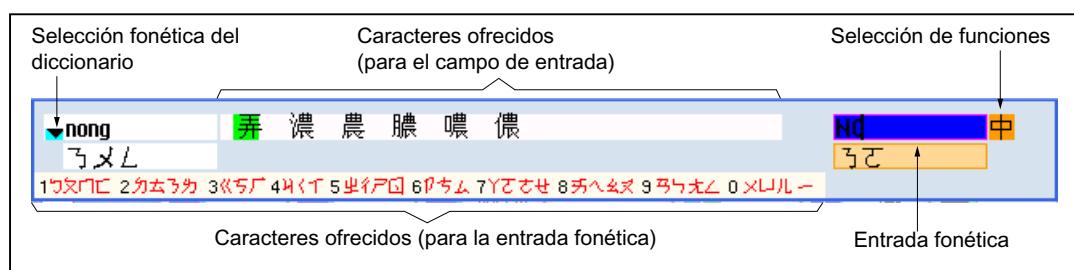 Selección fonética del
diccionario
Caracteres ofrecidos
(para el campo de entrada)
Selección de funciones
nong 弄 濃 農 膿 噥 儂 No 中
ㄋㄨㄥ ㄋㄛ
1ㄅㄆㄇㄈ 2ㄉㄊㄋㄌ 3ㄍㄎㄏ 4ㄐㄑㄒ 5ㄓㄔㄕㄖ 6ㄗㄘㄙ 7ㄚㄛㄜㄝ 8ㄞㄟㄠㄡ 9ㄢㄣㄤㄥ 0ㄨㄩㄦㄧ
Caracteres ofrecidos (para la entrada fonética)
Entrada fonética